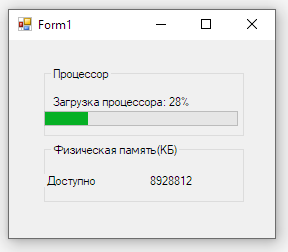 Form1
Процессор
Загрузка процессора: 28%
Физическая память(КБ)
Доступно 8928812